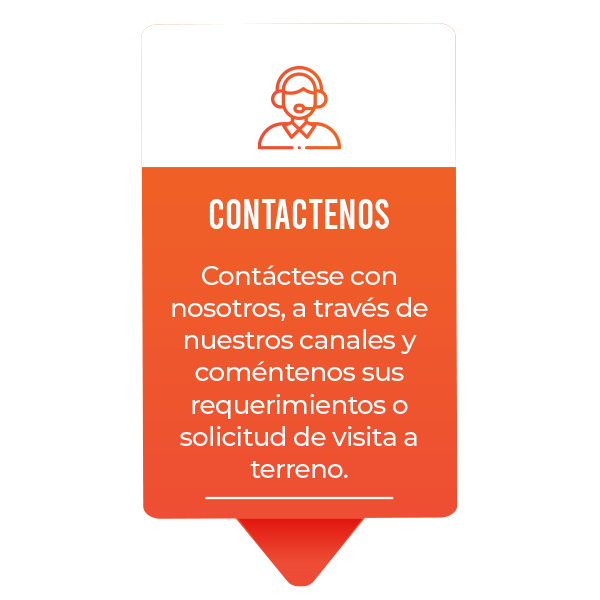 CONTACTENOS
Contáctese con
nosotros, a través de
nuestros canales y
coméntenos sus
requerimientos o
solicitud de visita a
terreno.